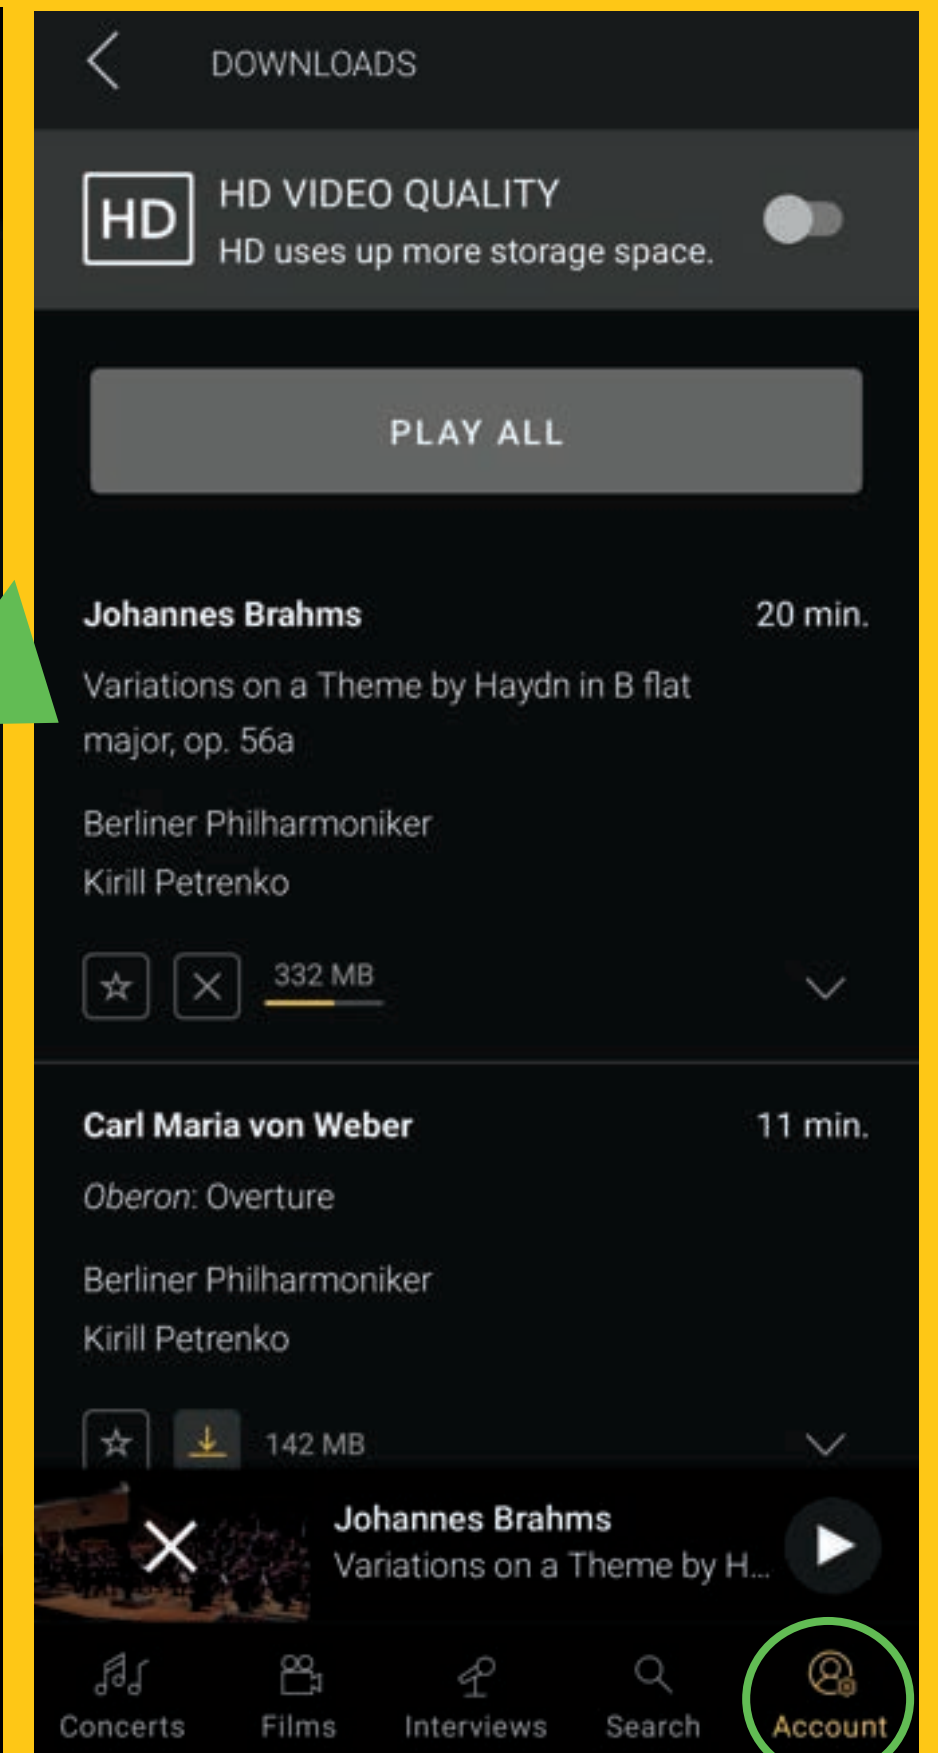 DOWNLOADS
HD
HD VIDEO QUALITY
HD uses up more storage space.
PLAY ALL
Johannes Brahms
20 min.
Variations on a Theme by Haydn in B flat
major, op. 56a
Berliner Philharmoniker
Kirill Petrenko
332 MB
Carl Maria von Weber
11 min.
Oberon: Overture
Berliner Philharmoniker
Kirill Petrenko
142 MB
Johannes Brahms
Variations on a Theme by H...
Concerts
Films
Interviews
Search
Account